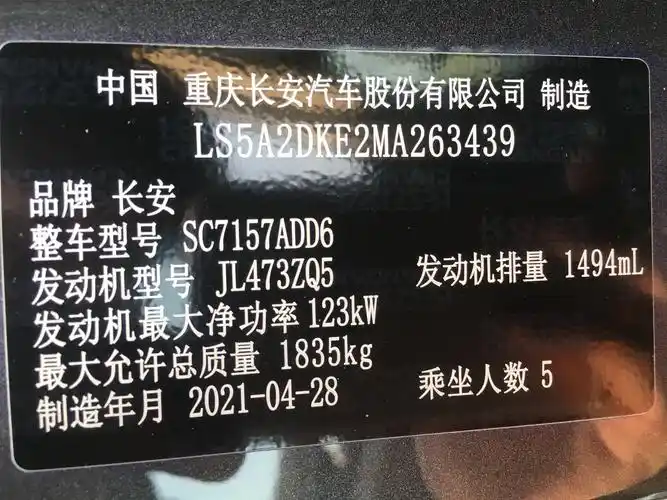 中国 重庆长安汽车股份有限公司 制造
LS5A2DKE2MA263439
品牌 长安
整车型号 SC7157ADD6
发动机型号 JL473ZQ5 发动机排量 1494mL
发动机最大净功率 123kW
最大允许总质量 1835kg
制造年月 2021-04-28 乘坐人数 5